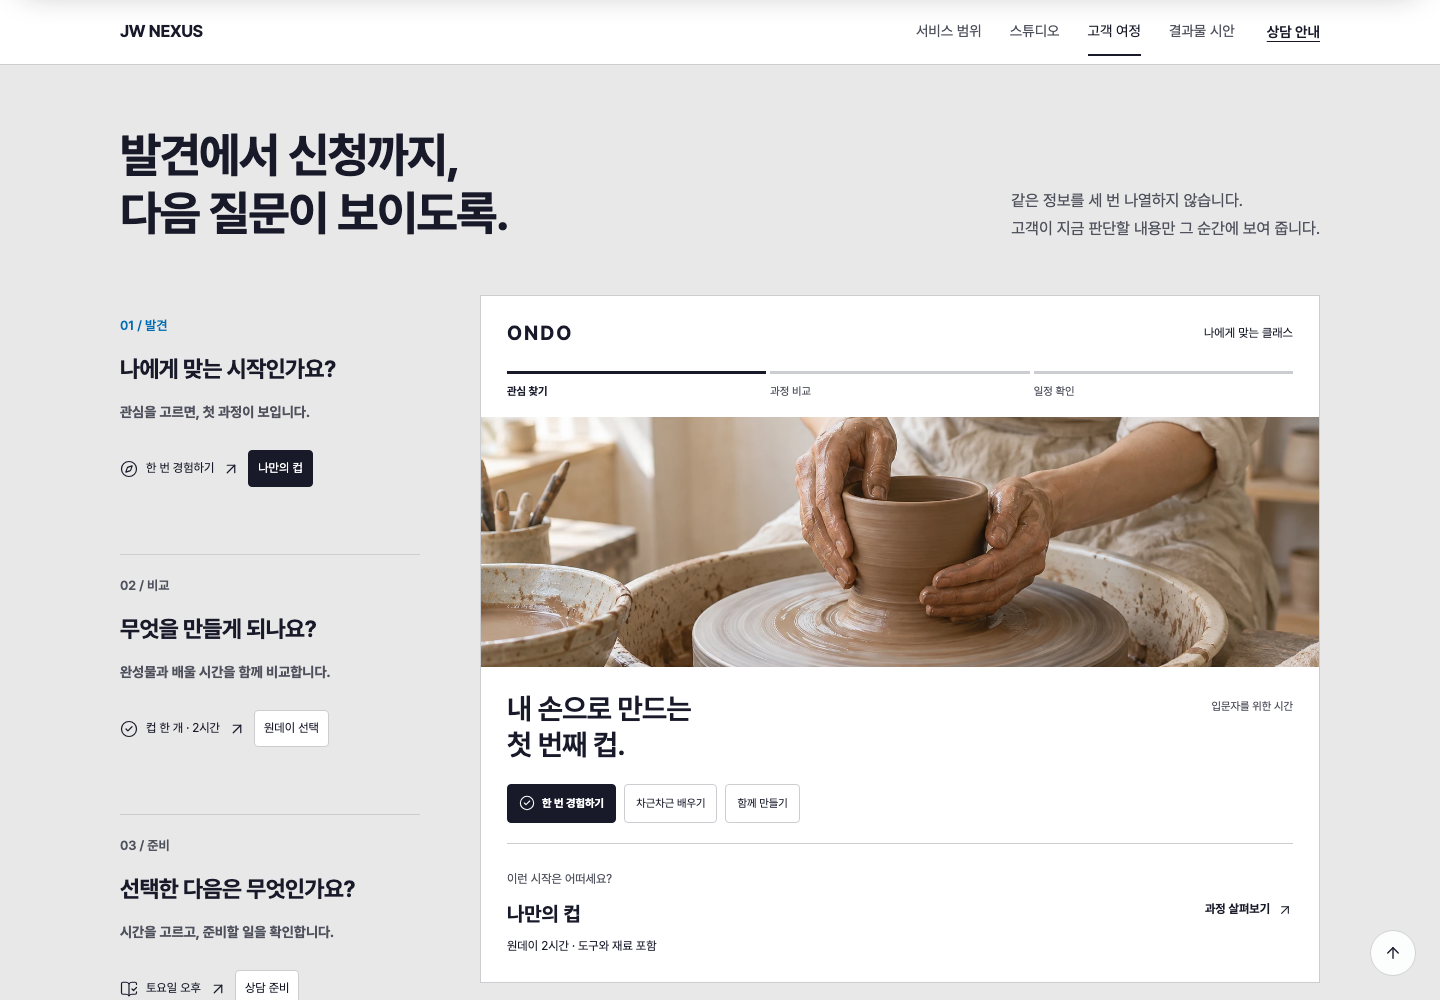 JW NEXUS
서비스 범위
스튜디오
고객 여정
결과물 시안
상담 안내
발견에서 신청까지,
다음 질문이 보이도록.
같은 정보를 세 번 나열하지 않습니다.
고객이 지금 판단할 내용만 그 순간에 보여 줍니다.
01 / 발견
나에게 맞는 시작인가요?
관심을 고르면, 첫 과정이 보입니다.
한 번 경험하기
나만의 컵
02 / 비교
무엇을 만들게 되나요?
완성물과 배울 시간을 함께 비교합니다.
컵 한 개 · 2시간
원데이 선택
03 / 준비
선택한 다음은 무엇인가요?
시간을 고르고, 준비할 일을 확인합니다.
토요일 오후
상담 준비
ONDO
나에게 맞는 클래스
관심 찾기
과정 비교
일정 확인
내 손으로 만드는
첫 번째 컵.
입문자를 위한 시간
한 번 경험하기
차근차근 배우기
함께 만들기
이런 시작은 어떠세요?
나만의 컵
원데이 2시간 · 도구와 재료 포함
과정 살펴보기